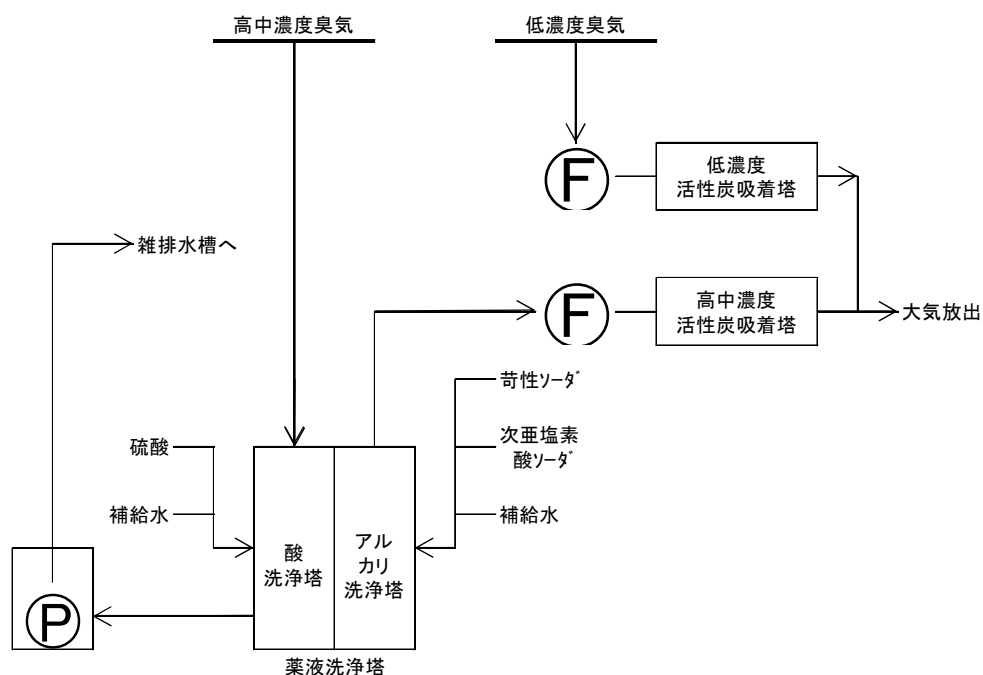 高中濃度臭気
低濃度臭気
F
低濃度
活性炭吸着塔
雑排水槽へ
F
高中濃度
活性炭吸着塔
大気放出
苛性ｿｰﾀﾞ
硫酸
次亜塩素
酸ｿｰﾀﾞ
補給水
補給水
酸
洗浄塔
アル
カリ
洗浄塔
P
薬液洗浄塔